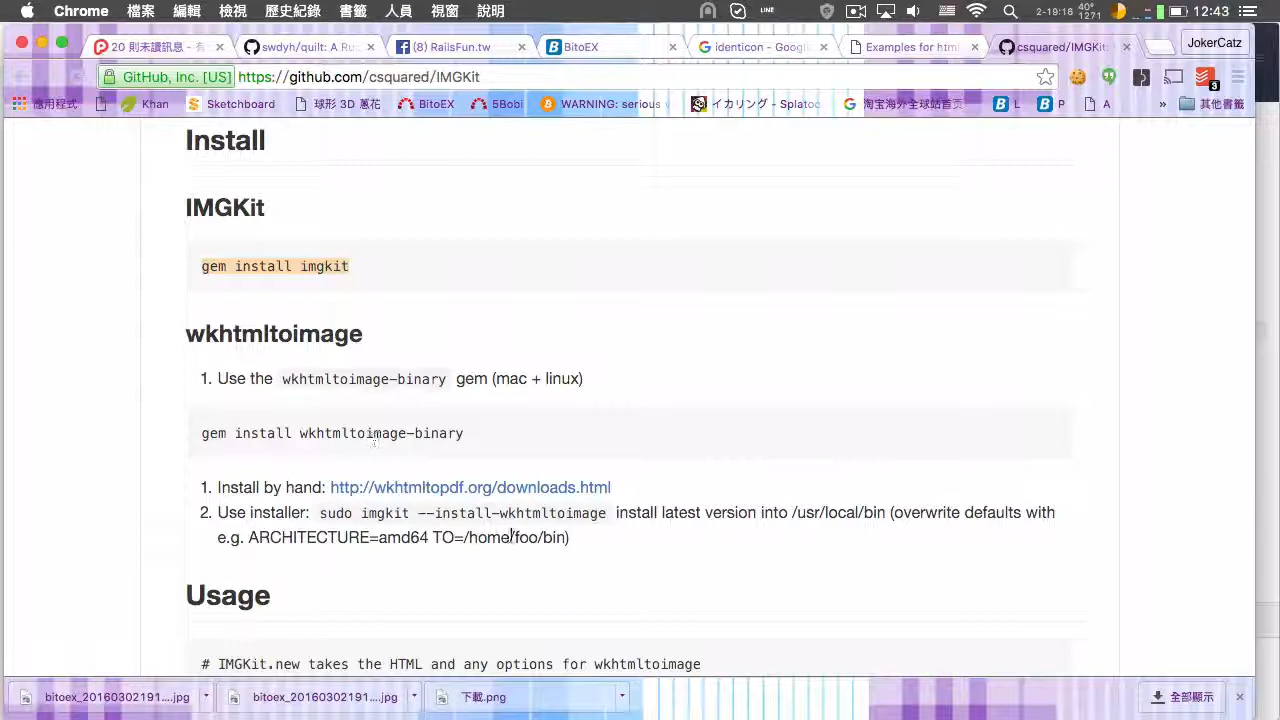 Chrome 檔案 編輯 檢視 歷史紀錄 書籤 人員 視窗 說明 LINE 12:43
20 則未讀訊息 - 有 swdyh/quilt: A Ru (8) RailsFun.tw BitoEX identicon - Goog Examples for html csquared/IMGKit: JokerCatz
GitHub, Inc. [US] https://github.com/csquared/IMGKit
應用程式 Khan Sketchboard 球形 3D 意花 BitoEX 5Bobi WARNING: serious イカリング - Splatoo 淘宝海外全球站首页 L P A » 其他書籤
3
Install
IMGKit
gem install imgkit
wkhtmltoimage
1. Use the wkhtmltoimage-binary gem (mac + linux)
gem install wkhtmltoimage-binary
1. Install by hand: http://wkhtmltopdf.org/downloads.html
2. Use installer: sudo imgkit --install-wkhtmltoimage install latest version into /usr/local/bin (overwrite defaults with
e.g. ARCHITECTURE=amd64 TO=/home/foo/bin)
Usage
# IMGKit.new takes the HTML and any options for wkhtmltoimage
bitoex_20160302191....jpg bitoex_20160302191....jpg 下載.png 全部顯示